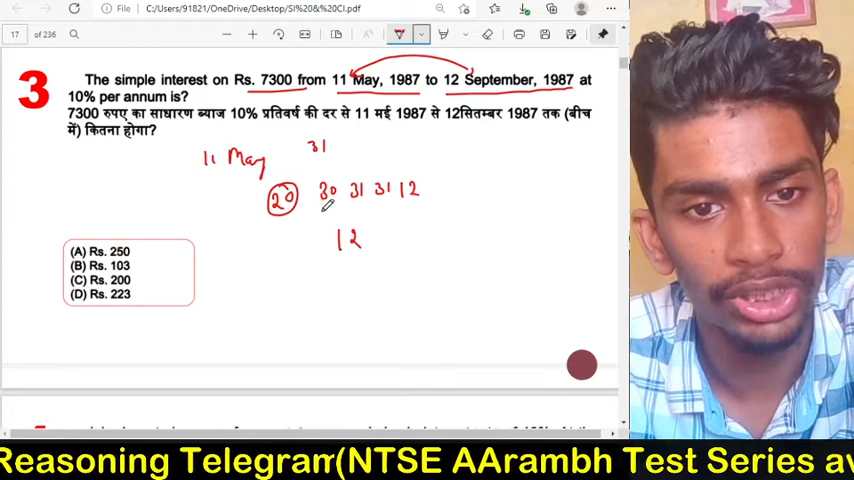 File
C:/Users/91821/OneDrive/Desktop/SI%20&%20CI.pdf
17 of 236
3
The simple interest on Rs. 7300 from 11 May, 1987 to 12 September, 1987 at
10% per annum is?
7300 रुपए का साधारण ब्याज 10% प्रतिवर्ष की दर से 11 मई 1987 से 12सितम्बर 1987 तक (बीच
में) कितना होगा?
11 May 31
20 30 31 31 12
12
(A) Rs. 250
(B) Rs. 103
(C) Rs. 200
(D) Rs. 223
Reasoning Telegram(NTSE AArambh Test Series av